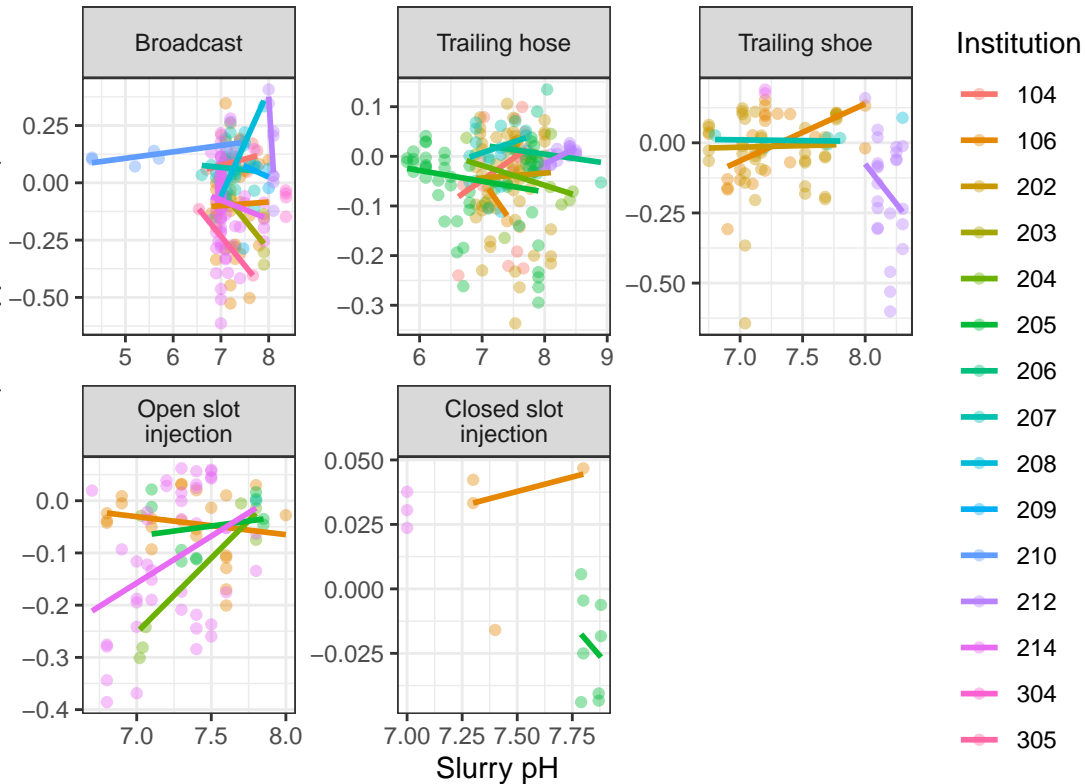 Broadcast
Trailing hose
Trailing shoe
0.25
0.00
−0.25
−0.50
5 6 7 8
0.1
0.0
−0.1
−0.2
−0.3
6 7 8 9
0.00
−0.25
−0.50
7.0 7.5 8.0
Open slot
injection
Closed slot
injection
0.0
−0.1
−0.2
−0.3
−0.4
7.0 7.5 8.0
0.050
0.025
0.000
−0.025
7.00 7.25 7.50 7.75
Slurry pH
Institution
104
106
202
203
204
205
206
207
208
209
210
212
214
304
305